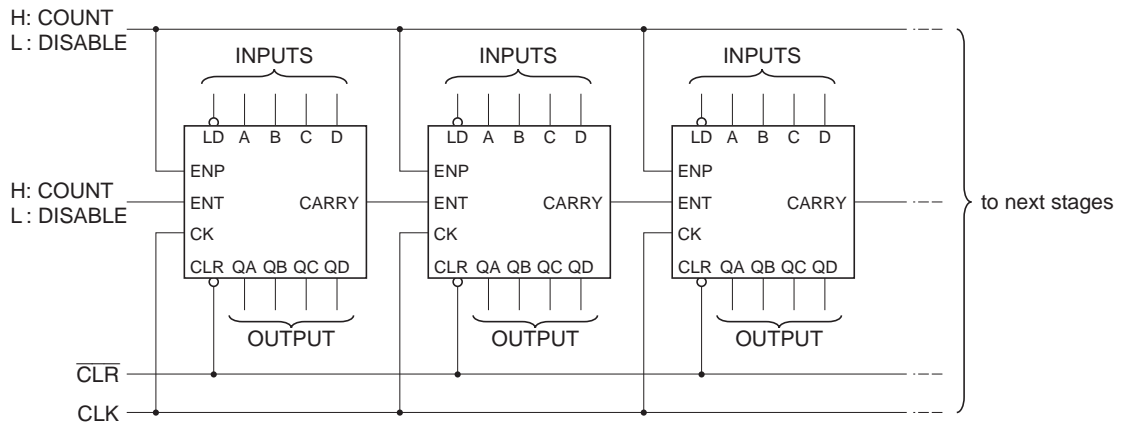 H: COUNT
L : DISABLE
INPUTS INPUTS INPUTS
LD A B C D LD A B C D LD A B C D
ENP ENP ENP
H: COUNT
L : DISABLE
ENT CARRY ENT CARRY ENT CARRY
to next stages
CK CK CK
CLR QA QB QC QD CLR QA QB QC QD CLR QA QB QC QD
OUTPUT OUTPUT OUTPUT
CLR
CLK